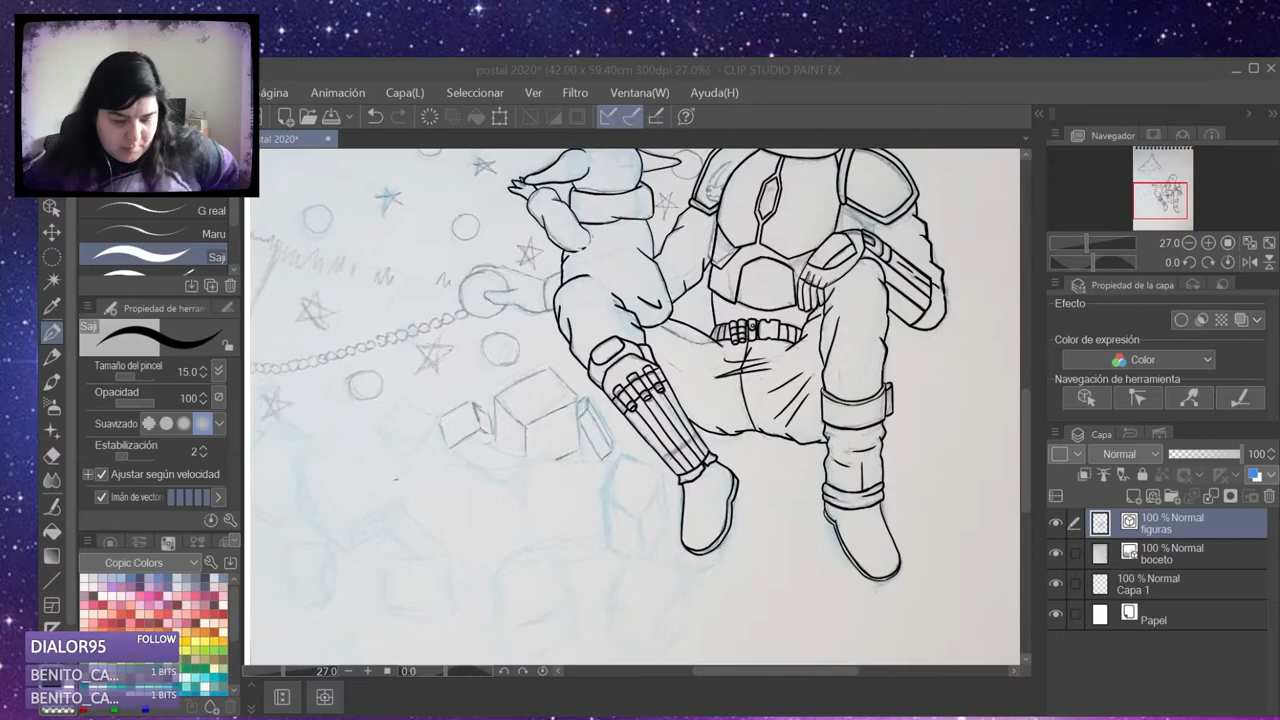 postal 2020* (42.00 x 59.40cm 300dpi 27.0%) - CLIP STUDIO PAINT EX
ágina Animación Capa(L) Seleccionar Ver Filtro Ventana(W) Ayuda(H)
stal 2020*
G real
Maru
Saji
Propiedad de herrar
Saji
Tamaño del pincel 15.0
Opacidad 100
Suavizado
Estabilización 2
Ajustar según velocidad
Imán de vector
Copic Colors
DIALOR95 FOLLOW
BENITO_CA... 1 BITS
BENITO_CA... 1 BITS
27.0 0.0
Navegador
27.0
0.0
Propiedad de la capa
Efecto
Color de expresión
Color
Navegación de herramienta
Capa
Normal 100
100 % Normal
figuras
100 % Normal
boceto
100 % Normal
Capa 1
Papel